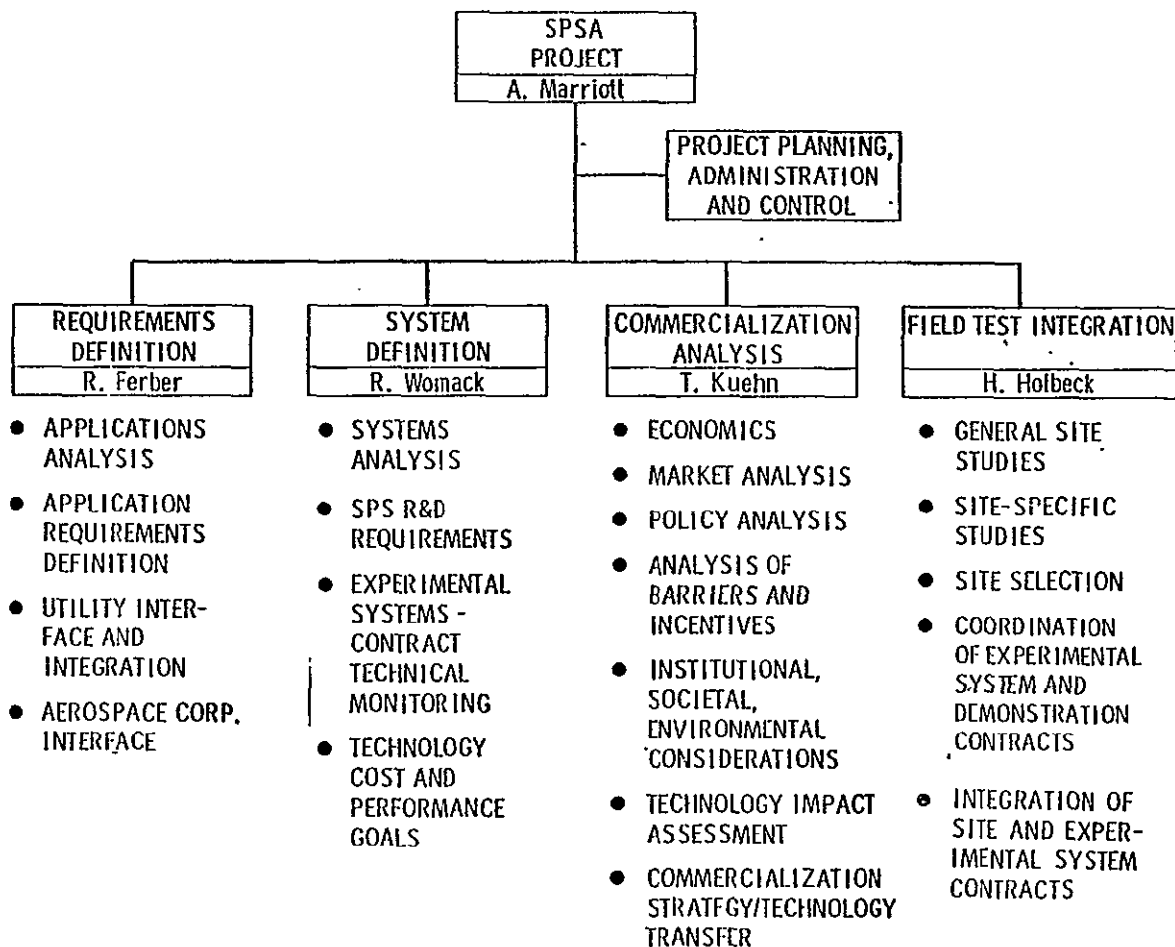 SPSA
PROJECT
A. Marriott
PROJECT PLANNING,
ADMINISTRATION
AND CONTROL
REQUIREMENTS
DEFINITION
R. Ferber
● APPLICATIONS
ANALYSIS
● APPLICATION
REQUIREMENTS
DEFINITION
● UTILITY INTER-
FACE AND
INTEGRATION
● AEROSPACE CORP.
INTERFACE
SYSTEM
DEFINITION
R. Womack
● SYSTEMS
ANALYSIS
● SPS R&D
REQUIREMENTS
● EXPERIMENTAL
SYSTEMS -
CONTRACT
TECHNICAL
MONITORING
● TECHNOLOGY
COST AND
PERFORMANCE
GOALS
COMMERCIALIZATION
ANALYSIS
T. Kuehn
● ECONOMICS
● MARKET ANALYSIS
● POLICY ANALYSIS
● ANALYSIS OF
BARRIERS AND
INCENTIVES
● INSTITUTIONAL,
SOCIETAL,
ENVIRONMENTAL
CONSIDERATIONS
● TECHNOLOGY IMPACT
ASSESSMENT
● COMMERCIALIZATION
STRATEGY/TECHNOLOGY
TRANSFER
FIELD TEST INTEGRATION
H. Holbeck
● GENERAL SITE
STUDIES
● SITE-SPECIFIC
STUDIES
● SITE SELECTION
● COORDINATION
OF EXPERIMENTAL
SYSTEM AND
DEMONSTRATION
CONTRACTS
● INTEGRATION OF
SITE AND EXPER-
IMENTAL SYSTEM
CONTRACTS